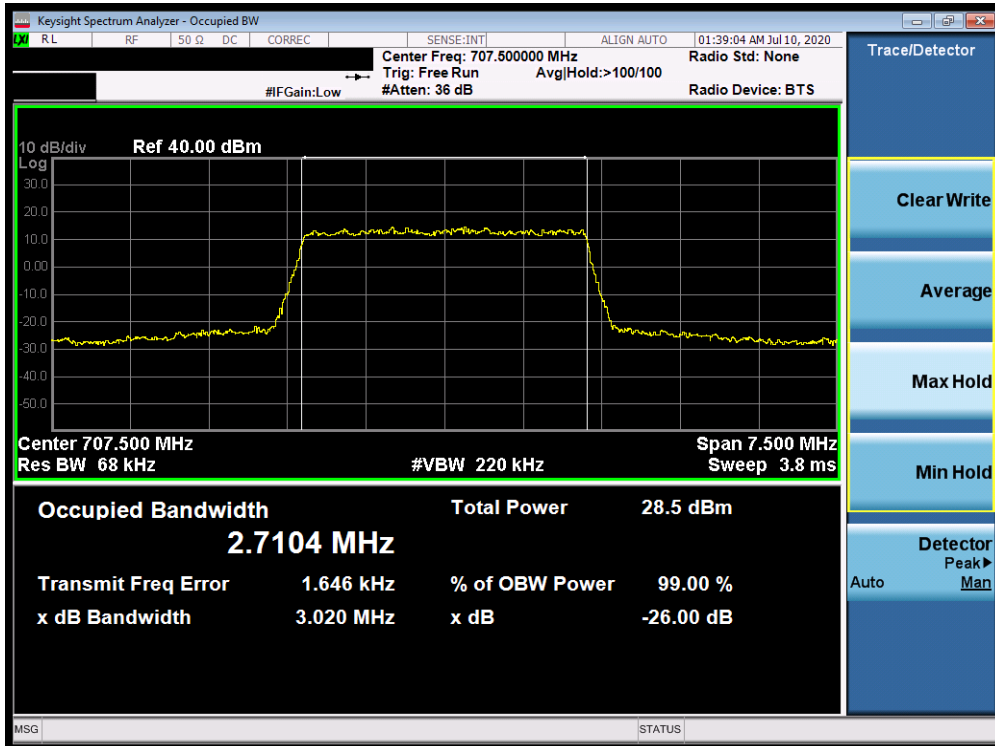 Keysight Spectrum Analyzer - Occupied BW
LXI RL RF 50 Ω DC CORREC SENSE:INT ALIGN AUTO 01:39:04 AM Jul 10, 2020
Center Freq: 707.500000 MHz Radio Std: None
Trig: Free Run Avg|Hold:>100/100
#IFGain:Low #Atten: 36 dB Radio Device: BTS
10 dB/div Ref 40.00 dBm
Log
30.0
20.0
10.0
0.00
-10.0
-20.0
-30.0
-40.0
-50.0
Center 707.500 MHz Span 7.500 MHz
Res BW 68 kHz #VBW 220 kHz Sweep 3.8 ms
Occupied Bandwidth Total Power 28.5 dBm
2.7104 MHz
Transmit Freq Error 1.646 kHz % of OBW Power 99.00 %
x dB Bandwidth 3.020 MHz x dB -26.00 dB
MSG STATUS
Trace/Detector
Clear Write
Average
Max Hold
Min Hold
Detector
Peak▶
Auto Man